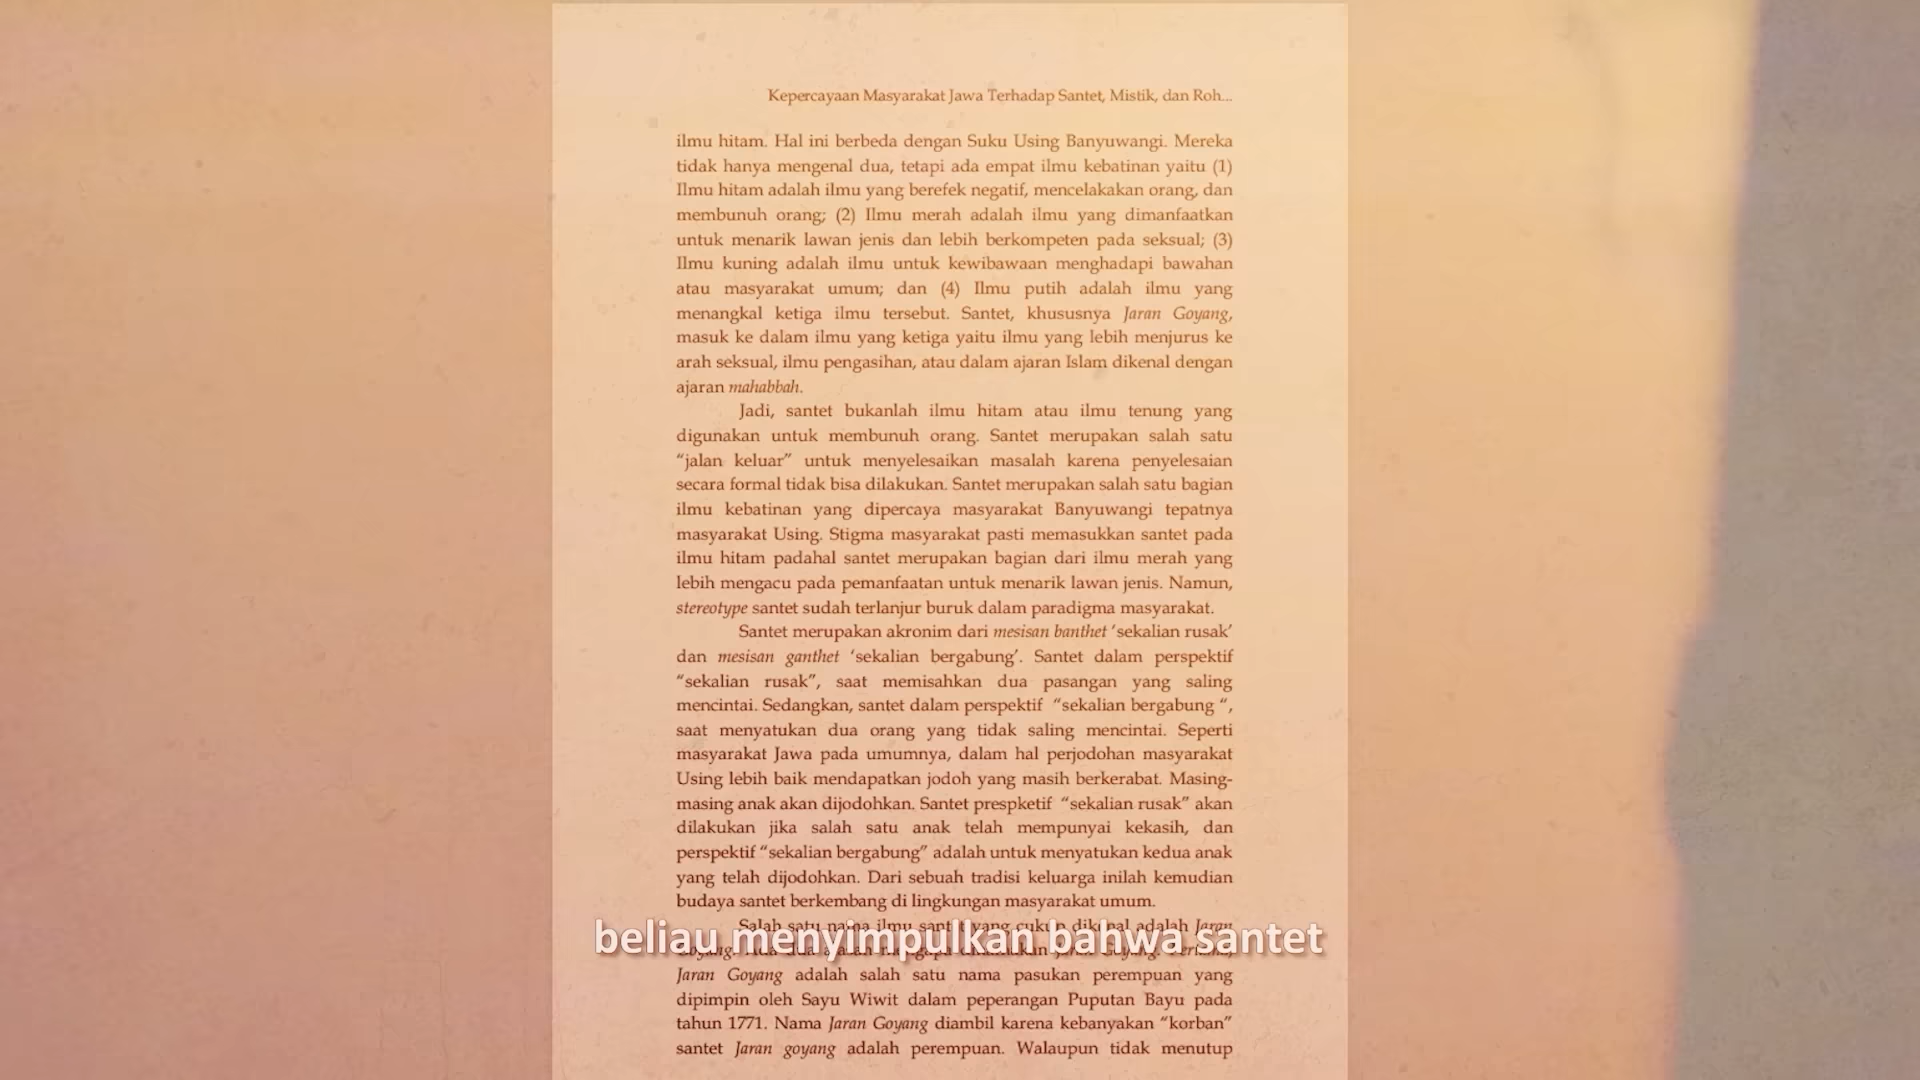 Kepercayaan Masyarakat Jawa Terhadap Santet, Mistik, dan Roh...
ilmu hitam. Hal ini berbeda dengan Suku Using Banyuwangi. Mereka
tidak hanya mengenal dua, tetapi ada empat ilmu kebatinan yaitu (1)
Ilmu hitam adalah ilmu yang berefek negatif, mencelakakan orang, dan
membunuh orang; (2) Ilmu merah adalah ilmu yang dimanfaatkan
untuk menarik lawan jenis dan lebih berkompeten pada seksual; (3)
Ilmu kuning adalah ilmu untuk kewibawaan menghadapi bawahan
atau masyarakat umum; dan (4) Ilmu putih adalah ilmu yang
menangkal ketiga ilmu tersebut. Santet, khususnya Jaran Goyang,
masuk ke dalam ilmu yang ketiga yaitu ilmu yang lebih menjurus ke
arah seksual, ilmu pengasihan, atau dalam ajaran Islam dikenal dengan
ajaran mahabbah.
Jadi, santet bukanlah ilmu hitam atau ilmu tenung yang
digunakan untuk membunuh orang. Santet merupakan salah satu
“jalan keluar” untuk menyelesaikan masalah karena penyelesaian
secara formal tidak bisa dilakukan. Santet merupakan salah satu bagian
ilmu kebatinan yang dipercaya masyarakat Banyuwangi tepatnya
masyarakat Using. Stigma masyarakat pasti memasukkan santet pada
ilmu hitam padahal santet merupakan bagian dari ilmu merah yang
lebih mengacu pada pemanfaatan untuk menarik lawan jenis. Namun,
stereotype santet sudah terlanjur buruk dalam paradigma masyarakat.
Santet merupakan akronim dari mesisan banthet ‘sekalian rusak’
dan mesisan ganthet ‘sekalian bergabung’. Santet dalam perspektif
“sekalian rusak”, saat memisahkan dua pasangan yang saling
mencintai. Sedangkan, santet dalam perspektif “sekalian bergabung “,
saat menyatukan dua orang yang tidak saling mencintai. Seperti
masyarakat Jawa pada umumnya, dalam hal perjodohan masyarakat
Using lebih baik mendapatkan jodoh yang masih berkerabat. Masing-
masing anak akan dijodohkan. Santet prespketif “sekalian rusak” akan
dilakukan jika salah satu anak telah mempunyai kekasih, dan
perspektif “sekalian bergabung” adalah untuk menyatukan kedua anak
yang telah dijodohkan. Dari sebuah tradisi keluarga inilah kemudian
budaya santet berkembang di lingkungan masyarakat umum.
Salah satu nama ilmu santet yang cukup dikenal adalah Jaran
beliau menyimpulkan bahwa santet
Jaran Goyang adalah salah satu nama pasukan perempuan yang
dipimpin oleh Sayu Wiwit dalam peperangan Puputan Bayu pada
tahun 1771. Nama Jaran Goyang diambil karena kebanyakan “korban”
santet Jaran goyang adalah perempuan. Walaupun tidak menutup